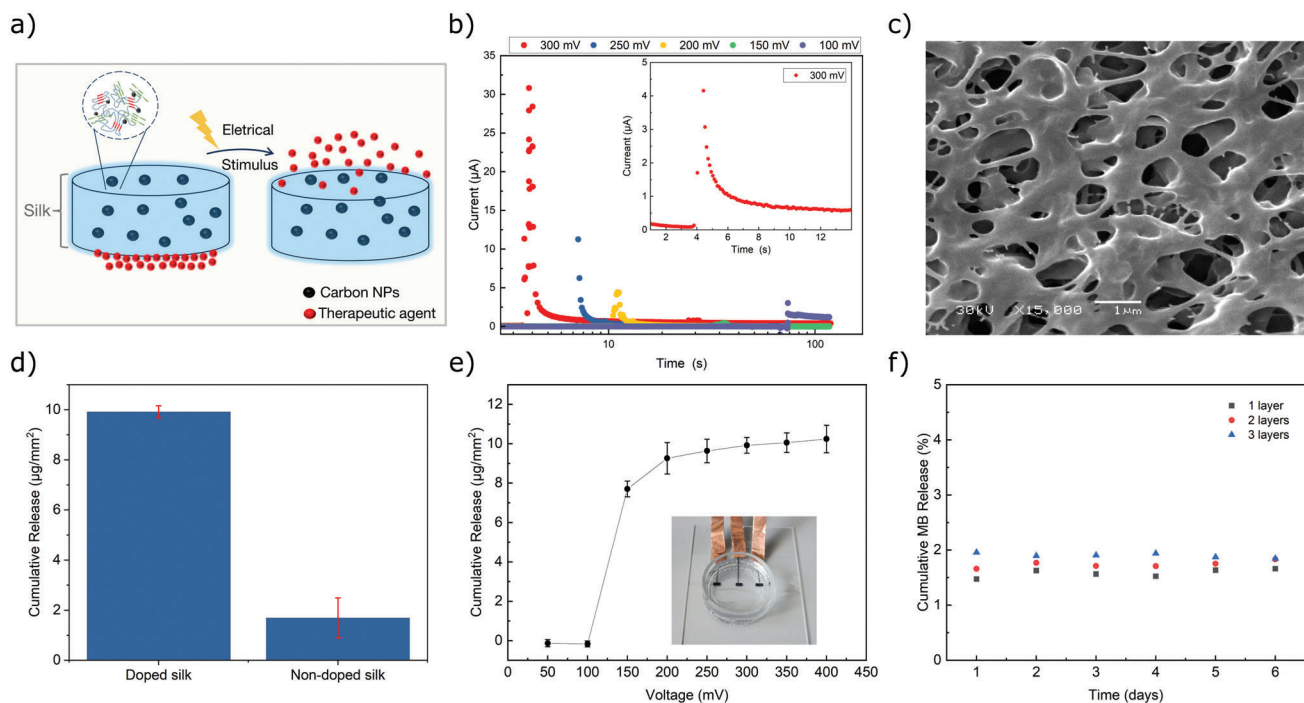 a)
Eletrical
Stimulus
Silk
Carbon NPs
Therapeutic agent
b)
300 mV 250 mV 200 mV 150 mV 100 mV
35
30
25
20
15
10
5
0
Current (µA)
10 100
Time (s)
300 mV
5
4
3
2
1
0
Curreant (µA)
2 4 6 8 10 12 14
Time (s)
c)
30kV X15,000 1µm
d)
10
8
6
4
2
0
Cumulative Release (µg/mm²)
Doped silk Non-doped silk
e)
12
10
8
6
4
2
0
Cumulative Release (µg/mm²)
0 50 100 150 200 250 300 350 400 450
Voltage (mV)
f)
5
4
3
2
1
0
Cumulative MB Release (%)
1 layer
2 layers
3 layers
1 2 3 4 5 6
Time (days)